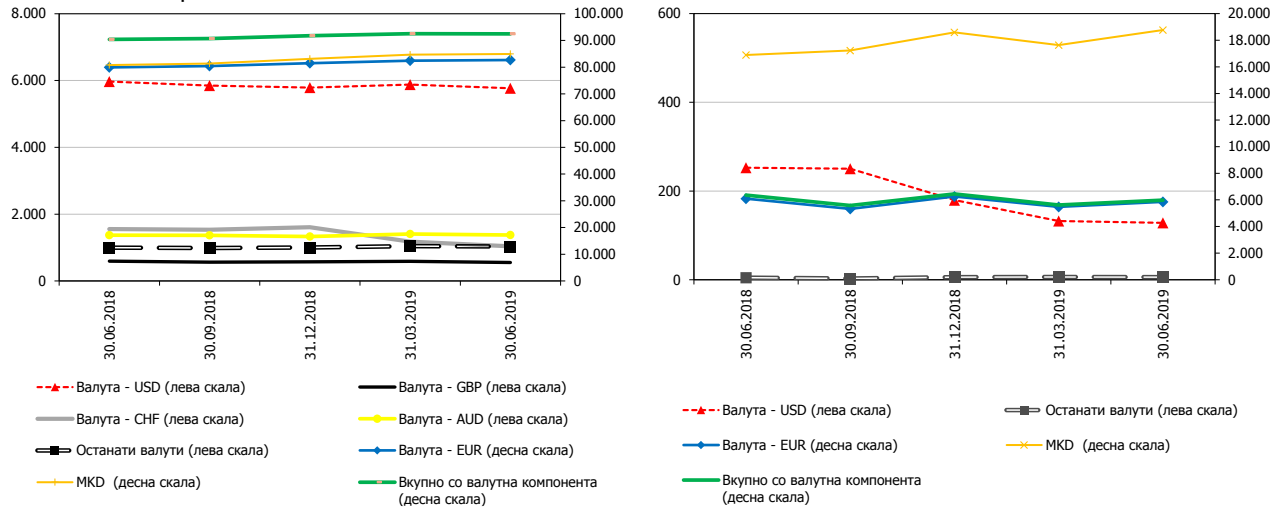 8.000
6.000
4.000
2.000
0
100.000
90.000
80.000
70.000
60.000
50.000
40.000
30.000
20.000
10.000
0
30.06.2018
30.09.2018
31.12.2018
31.03.2019
30.06.2019
Валута - USD (лева скала)
Валута - GBP (лева скала)
Валута - CHF (лева скала)
Валута - AUD (лева скала)
Останати валути (лева скала)
Валута - EUR (десна скала)
MKD (десна скала)
Вкупно со валутна компонента
(десна скала)
600
400
200
0
20.000
18.000
16.000
14.000
12.000
10.000
8.000
6.000
4.000
2.000
0
30.06.2018
30.09.2018
31.12.2018
31.03.2019
30.06.2019
Валута - USD (лева скала)
Останати валути (лева скала)
Валута - EUR (десна скала)
MKD (десна скала)
Вкупно со валутна компонента
(десна скала)